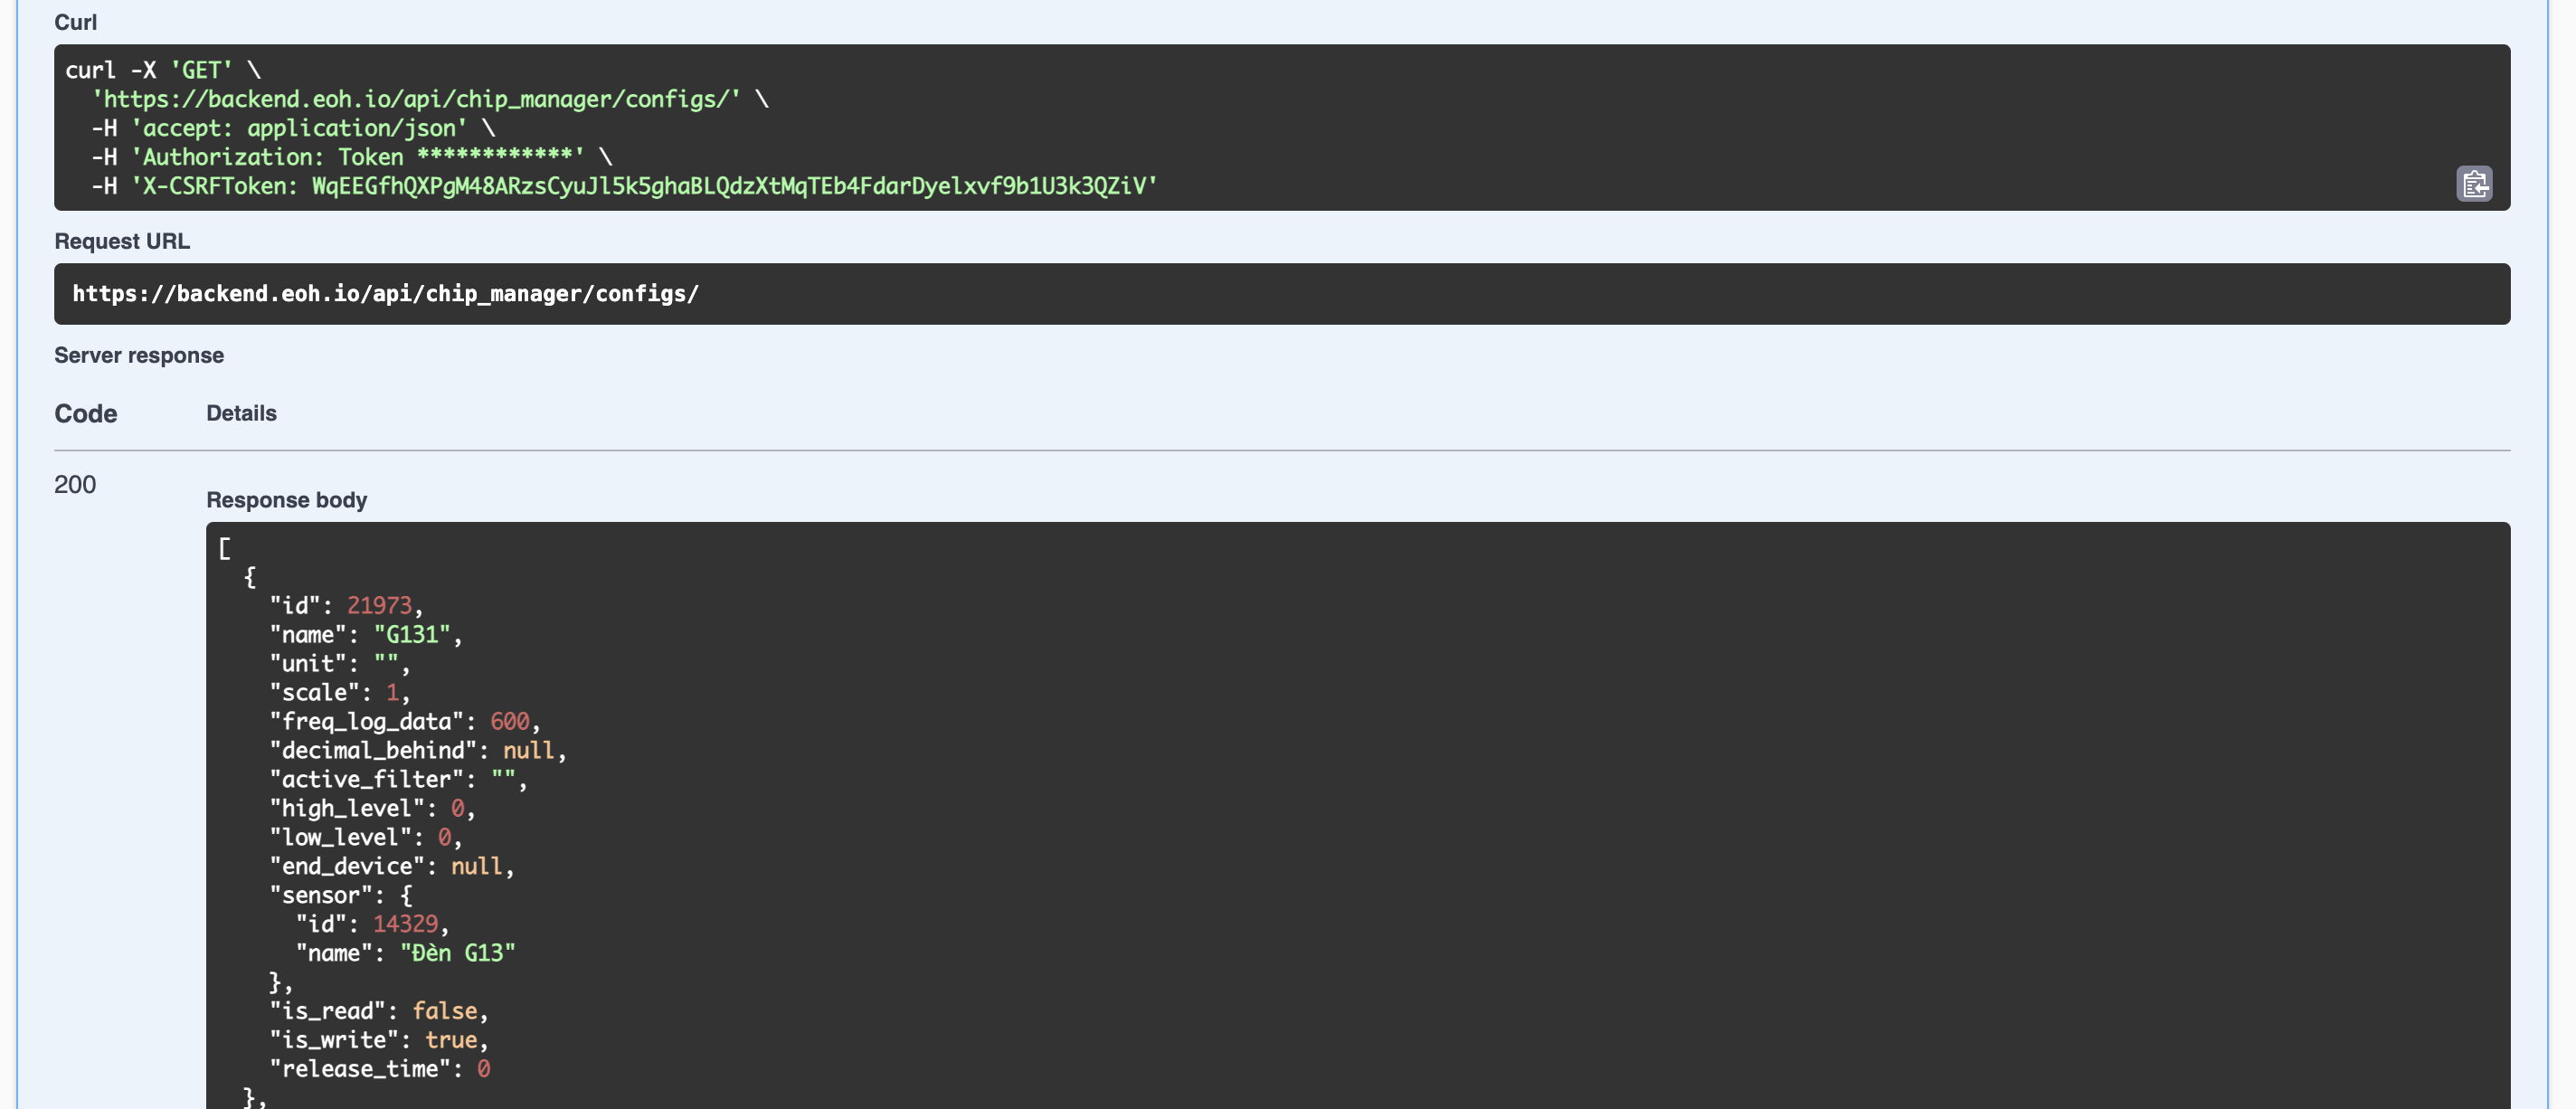 Curl
curl -X 'GET' \
  'https://backend.eoh.io/api/chip_manager/configs/' \
  -H 'accept: application/json' \
  -H 'Authorization: Token ************' \
  -H 'X-CSRFToken: WqEEGfhQXPgM48ARzsCyuJl5k5ghaBLQdzXtMqTEb4FdarDyelxvf9b1U3k3QZiV'
Request URL
https://backend.eoh.io/api/chip_manager/configs/
Server response
Code Details
200
Response body
[
  {
    "id": 21973,
    "name": "G131",
    "unit": "",
    "scale": 1,
    "freq_log_data": 600,
    "decimal_behind": null,
    "active_filter": "",
    "high_level": 0,
    "low_level": 0,
    "end_device": null,
    "sensor": {
      "id": 14329,
      "name": "Đèn G13"
    },
    "is_read": false,
    "is_write": true,
    "release_time": 0
  },